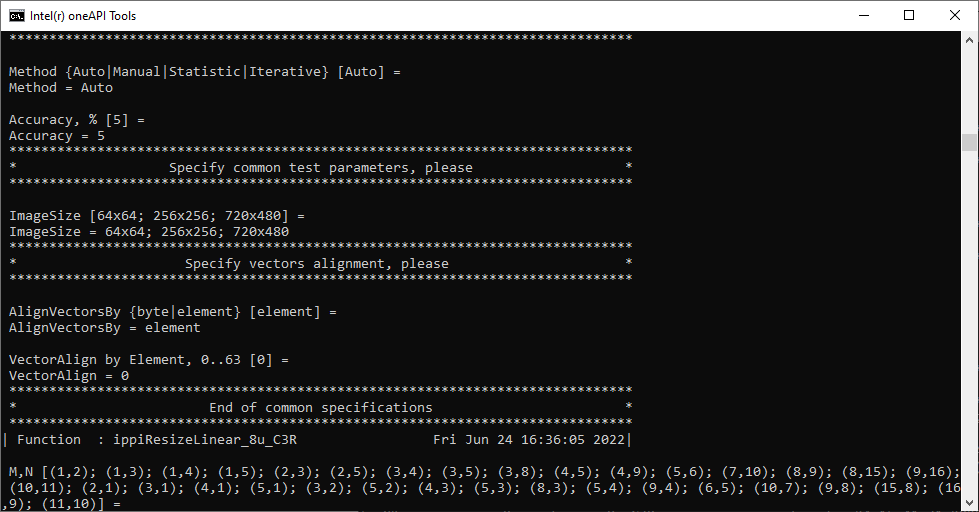 Intel(r) oneAPI Tools
******************************************************************************
Method {Auto|Manual|Statistic|Iterative} [Auto] =
Method = Auto
Accuracy, % [5] =
Accuracy = 5
******************************************************************************
* Specify common test parameters, please *
******************************************************************************
ImageSize [64x64; 256x256; 720x480] =
ImageSize = 64x64; 256x256; 720x480
******************************************************************************
* Specify vectors alignment, please *
******************************************************************************
AlignVectorsBy {byte|element} [element] =
AlignVectorsBy = element
VectorAlign by Element, 0..63 [0] =
VectorAlign = 0
******************************************************************************
* End of common specifications *
******************************************************************************
| Function : ippiResizeLinear_8u_C3R Fri Jun 24 16:36:05 2022|
M,N [(1,2); (1,3); (1,4); (1,5); (2,3); (2,5); (3,4); (3,5); (3,8); (4,5); (4,9); (5,6); (7,10); (8,9); (8,15); (9,16);
(10,11); (2,1); (3,1); (4,1); (5,1); (3,2); (5,2); (4,3); (5,3); (8,3); (5,4); (9,4); (6,5); (10,7); (9,8); (15,8); (16
,9); (11,10)] =